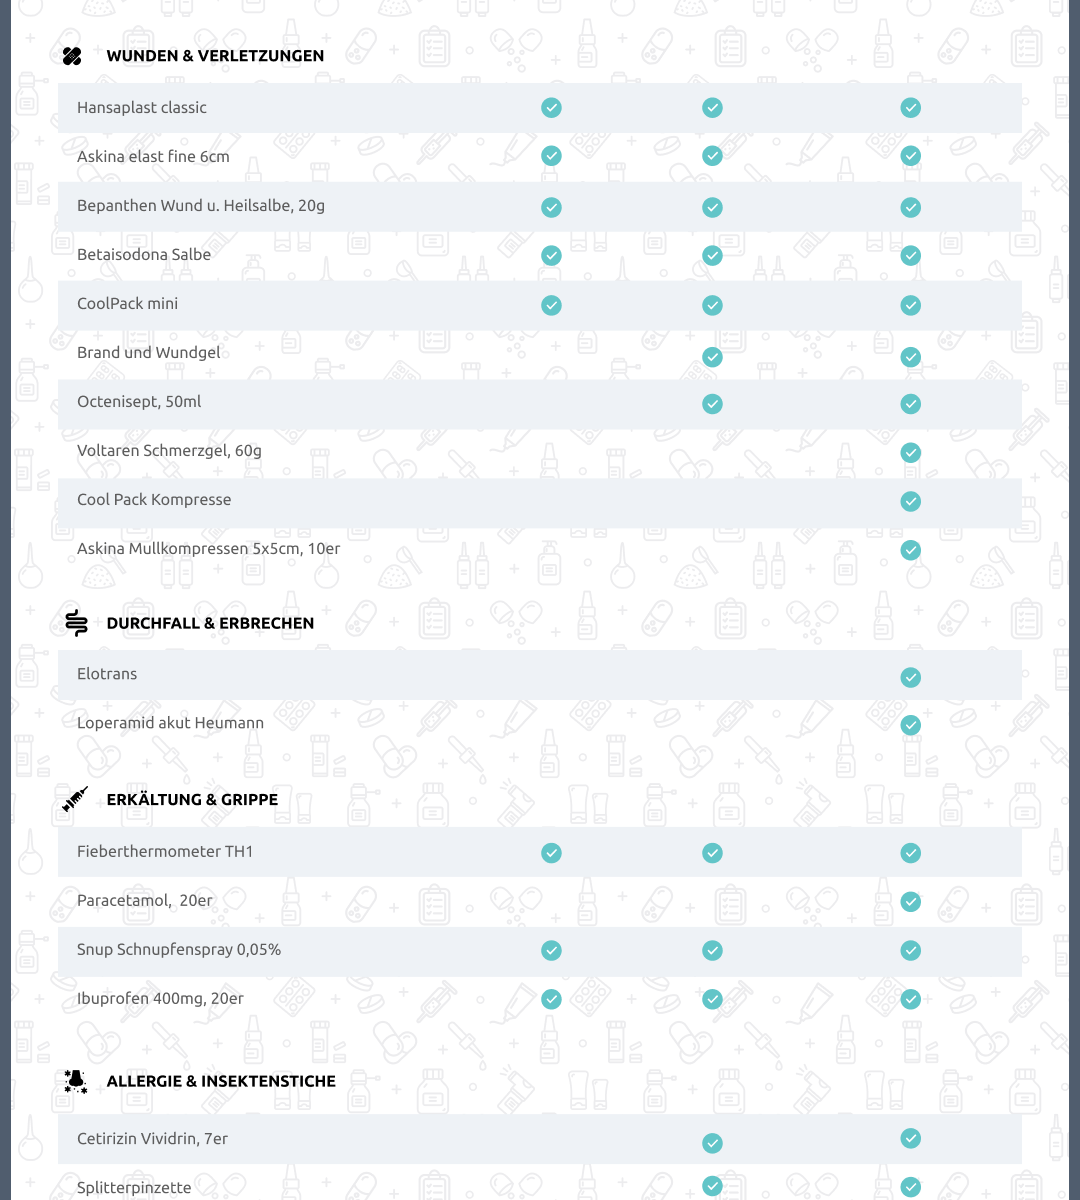 WUNDEN & VERLETZUNGEN
Hansaplast classic
Askina elast fine 6cm
Bepanthen Wund u. Heilsalbe, 20g
Betaisodona Salbe
CoolPack mini
Brand und Wundgel
Octenisept, 50ml
Voltaren Schmerzgel, 60g
Cool Pack Kompresse
Askina Mullkompressen 5x5cm, 10er
DURCHFALL & ERBRECHEN
Elotrans
Loperamid akut Heumann
ERKÄLTUNG & GRIPPE
Fieberthermometer TH1
Paracetamol, 20er
Snup Schnupfenspray 0,05%
Ibuprofen 400mg, 20er
ALLERGIE & INSEKTENSTICHE
Cetirizin Vividrin, 7er
Splitterpinzette